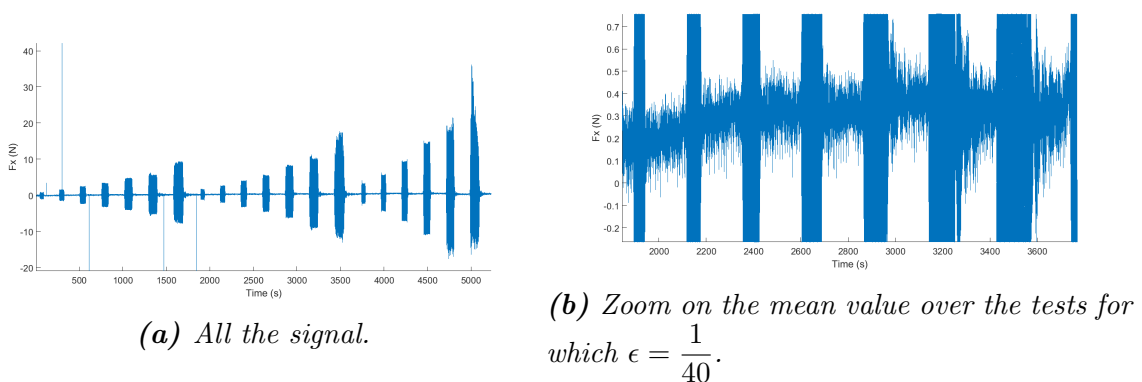 40
30
20
10
0
-10
-20
Fx (N)
500 1000 1500 2000 2500 3000 3500 4000 4500 5000
Time (s)
(a) All the signal.
0.7
0.6
0.5
0.4
0.3
0.2
0.1
0
-0.1
-0.2
Fx (N)
2000 2200 2400 2600 2800 3000 3200 3400 3600
Time (s)
(b) Zoom on the mean value over the tests for
which ϵ = 1/40.